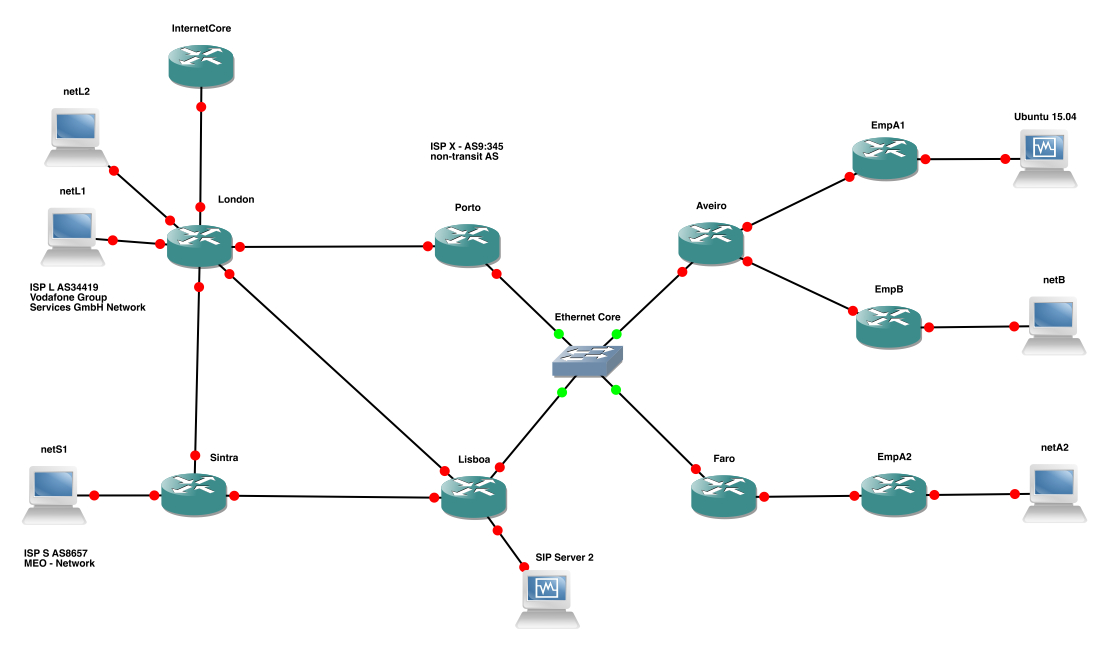 InternetCore
netL2
Ubuntu 15.04
EmpA1
ISP X - AS9:345
non-transit AS
netL1
London
Porto
Aveiro
ISP L AS34419
Vodafone Group
Services GmbH Network
EmpB
netB
Ethernet Core
netS1
Sintra
Lisboa
Faro
EmpA2
netA2
ISP S AS8657
MEO - Network
SIP Server 2